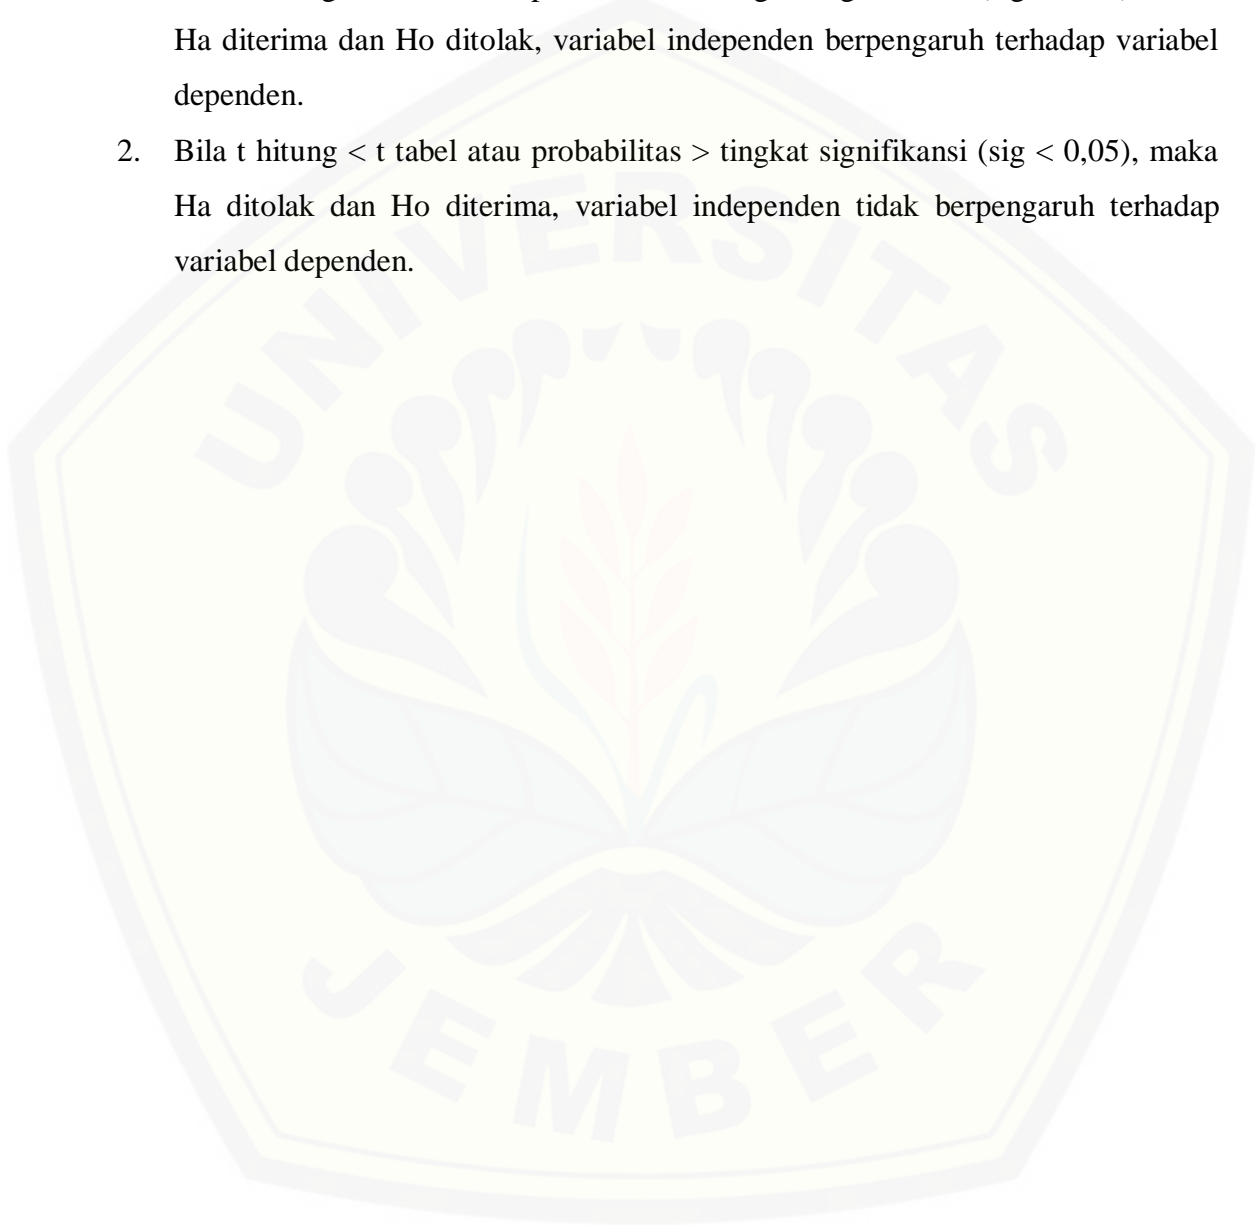 Ha diterima dan Ho ditolak, variabel independen berpengaruh terhadap variabel
dependen.
2. Bila t hitung < t tabel atau probabilitas > tingkat signifikansi (sig < 0,05), maka
Ha ditolak dan Ho diterima, variabel independen tidak berpengaruh terhadap
variabel dependen.
UNIVERSITAS
JEMBER